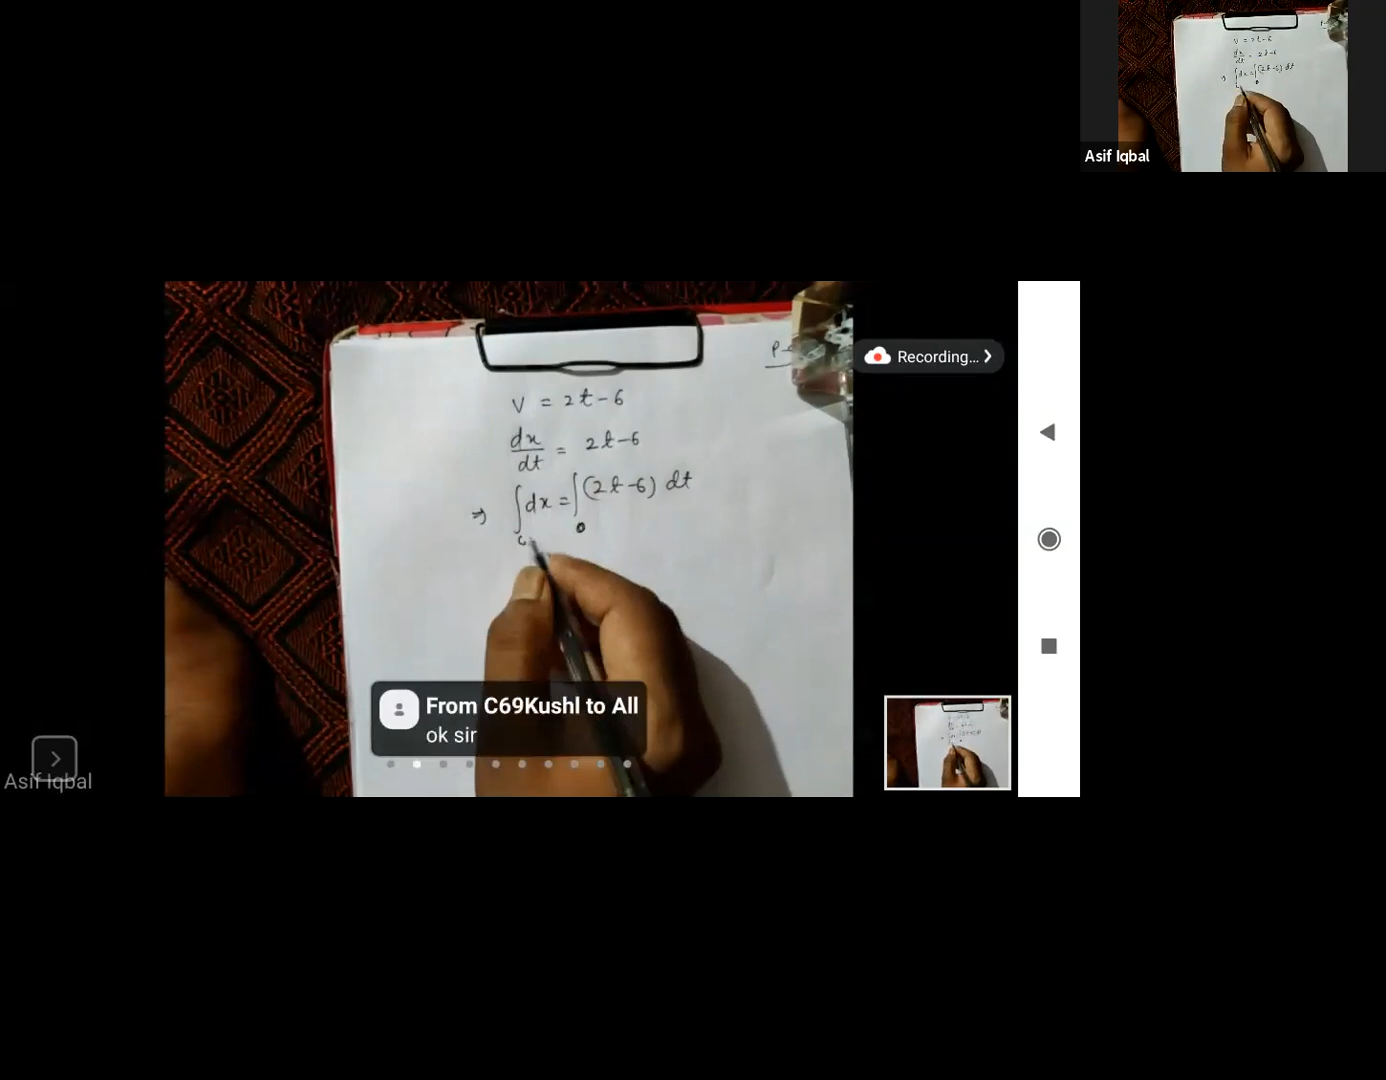 Asif Iqbal
P-
V = 2t-6
dx/dt = 2t-6
⇒ ∫dx = ∫₀(2t-6) dt
Recording...
From C69Kushl to All
ok sir
Asif Iqbal